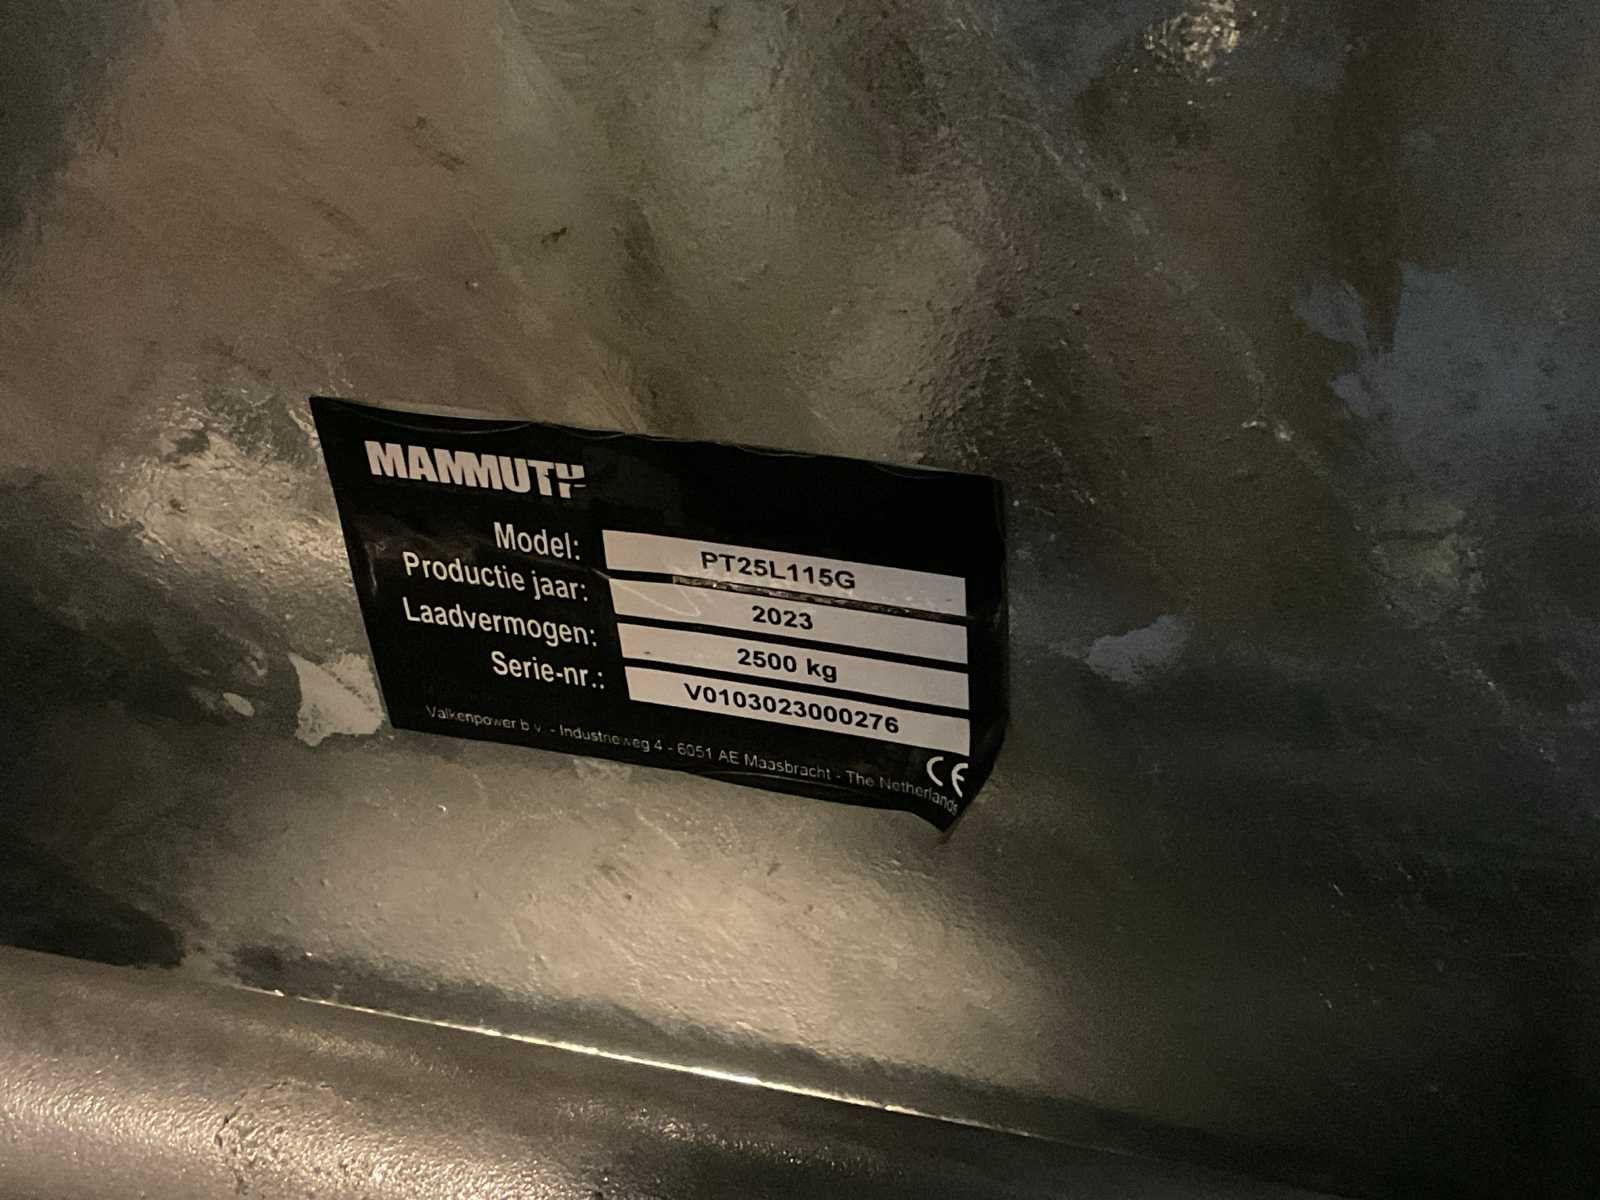 MAMMUTH
Model: PT25L115G
Productie jaar: 2023
Laadvermogen: 2500 kg
Serie-nr.: V0103023000276
Valkenpower b.v. - Industrieweg 4 - 6051 AE Maasbracht - The Netherlands
CE